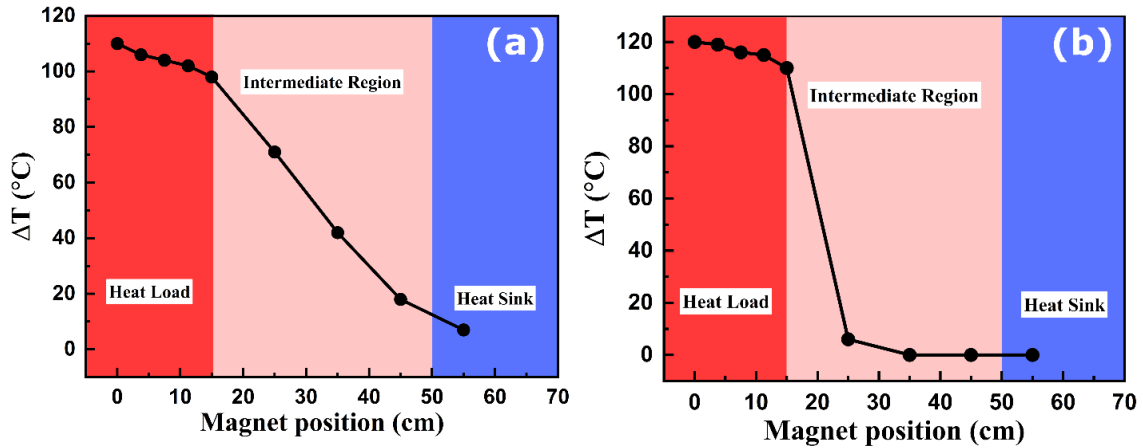 (a)
120
100
80
60
40
20
0
ΔT (°C)
Intermediate Region
Heat Load
Heat Sink
0 10 20 30 40 50 60 70
Magnet position (cm)
(b)
120
100
80
60
40
20
0
ΔT (°C)
Intermediate Region
Heat Load
Heat Sink
0 10 20 30 40 50 60 70
Magnet position (cm)